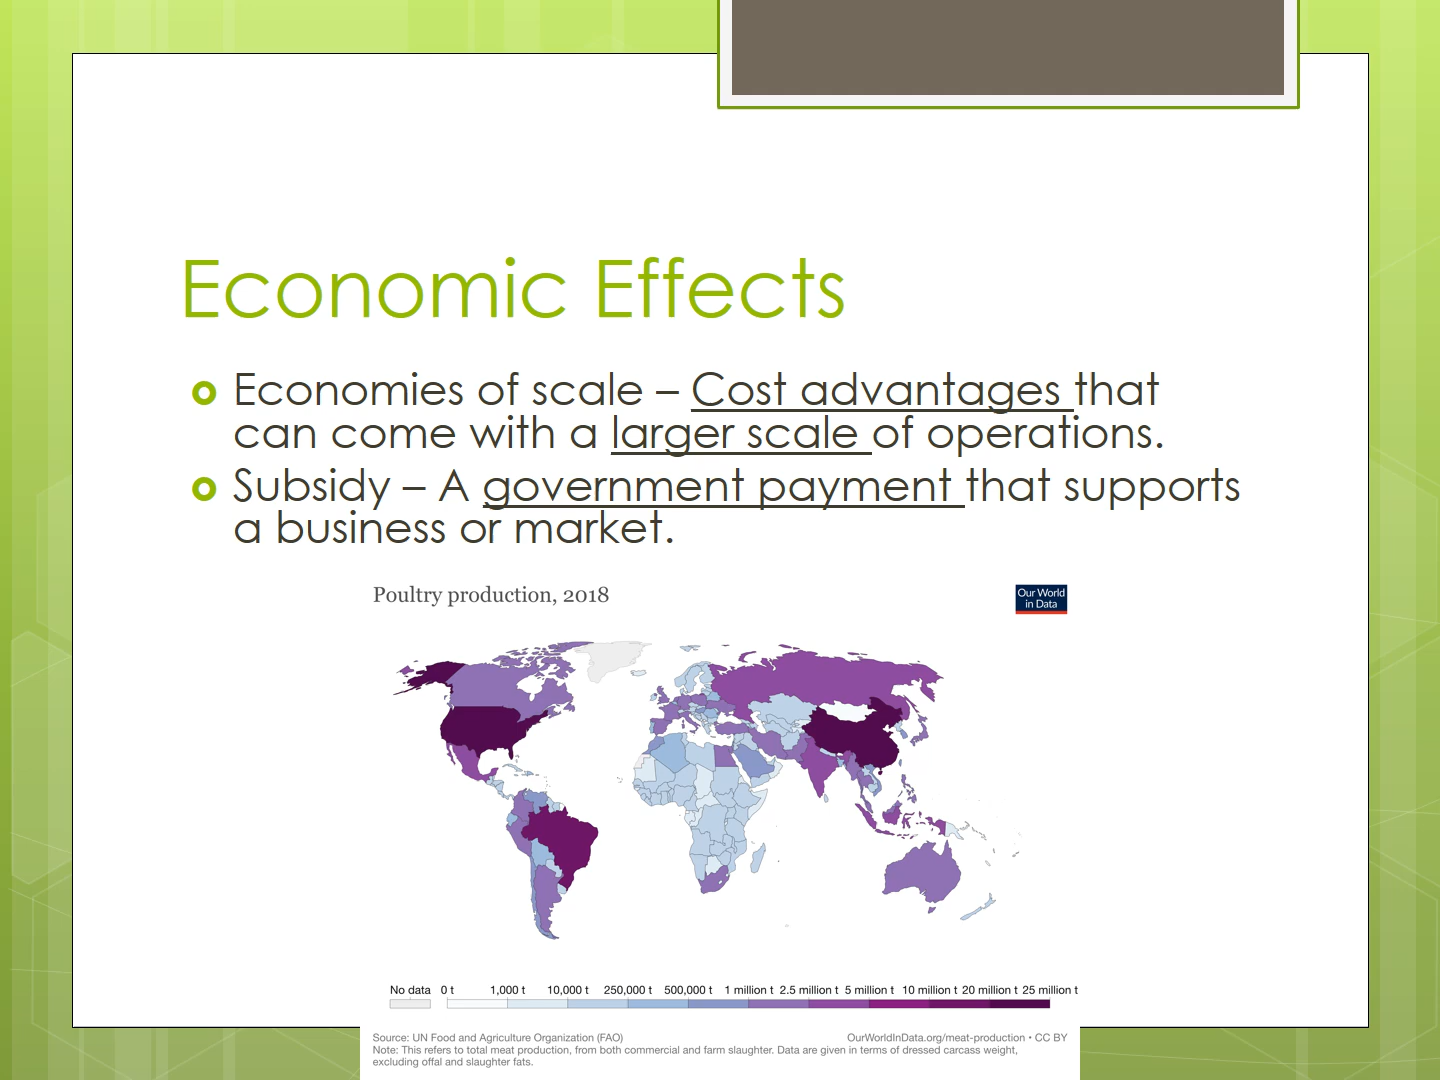 Economic Effects
Economies of scale – Cost advantages that
can come with a larger scale of operations.
Subsidy – A government payment that supports
a business or market.
Poultry production, 2018
Our World
in Data
No data 0 t 1,000 t 10,000 t 250,000 t 500,000 t 1 million t 2.5 million t 5 million t 10 million t 20 million t 25 million t
Source: UN Food and Agriculture Organization (FAO) OurWorldInData.org/meat-production • CC BY
Note: This refers to total meat production, from both commercial and farm slaughter. Data are given in terms of dressed carcass weight,
excluding offal and slaughter fats.